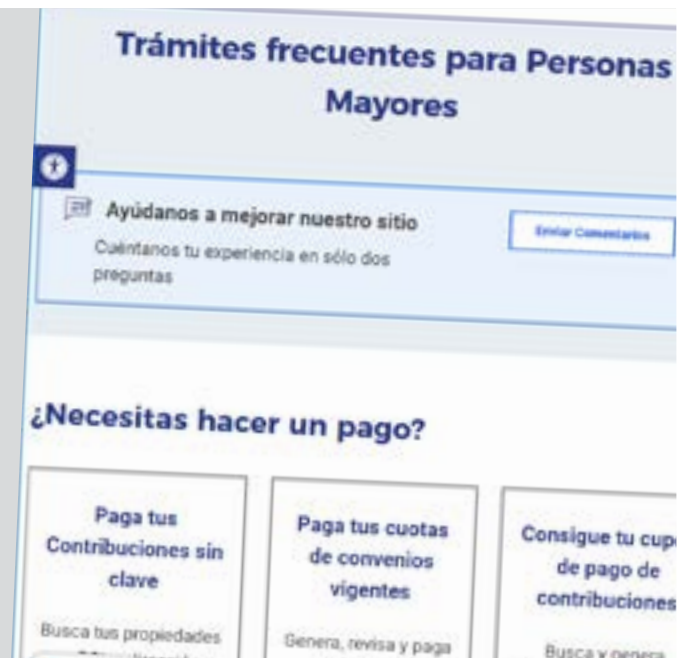 Trámites frecuentes para Personas
Mayores
Ayúdanos a mejorar nuestro sitio
Enviar Comentarios
Cuéntanos tu experiencia en sólo dos
preguntas
¿Necesitas hacer un pago?
Paga tus
Contribuciones sin
clave
Busca tus propiedades
Paga tus cuotas
de convenios
vigentes
Genera, revisa y paga
Consigue tu cup
de pago de
contribuciones
Busca y genera